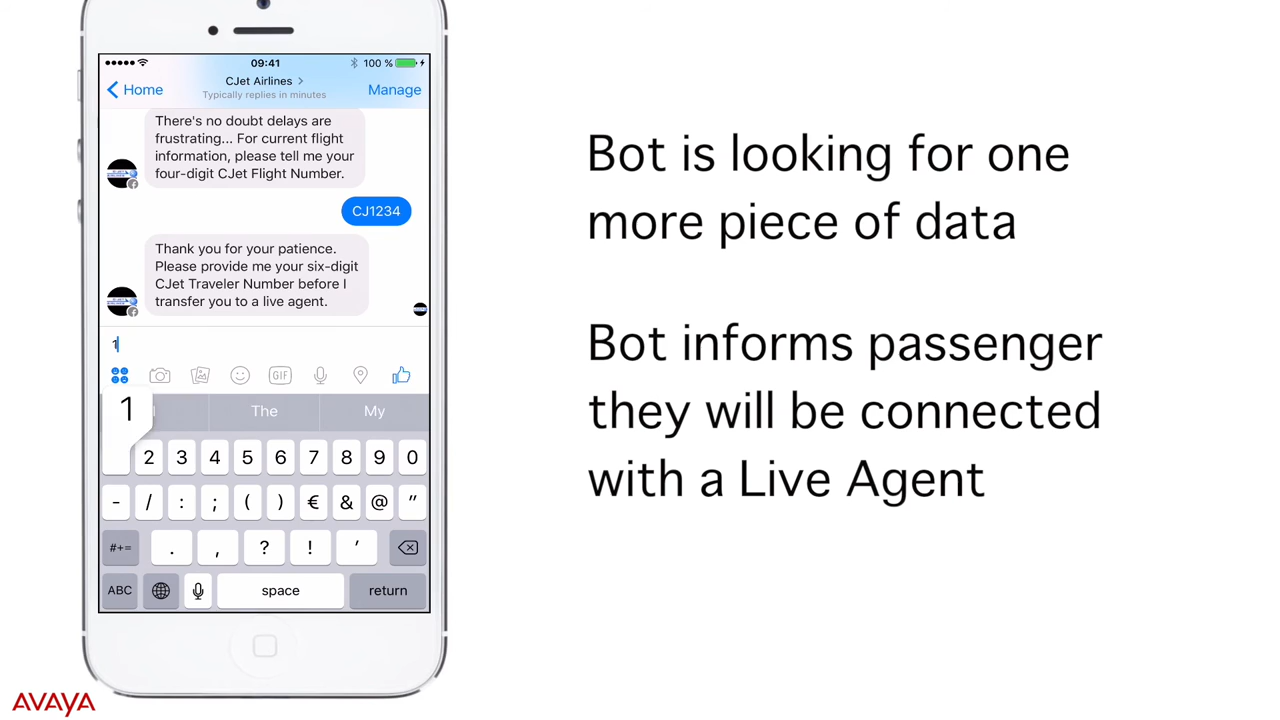 09:41
100 %
Home
CJet Airlines
Typically replies in minutes
Manage
There's no doubt delays are
frustrating... For current flight
information, please tell me your
four-digit CJet Flight Number.
CJ1234
Thank you for your patience.
Please provide me your six-digit
CJet Traveler Number before I
transfer you to a live agent.
1
GIF
1
The
My
2 3 4 5 6 7 8 9 0
- / : ; ( ) € & @ "
#+= . , ? ! '
ABC space return
Bot is looking for one
more piece of data
Bot informs passenger
they will be connected
with a Live Agent
AVAYA